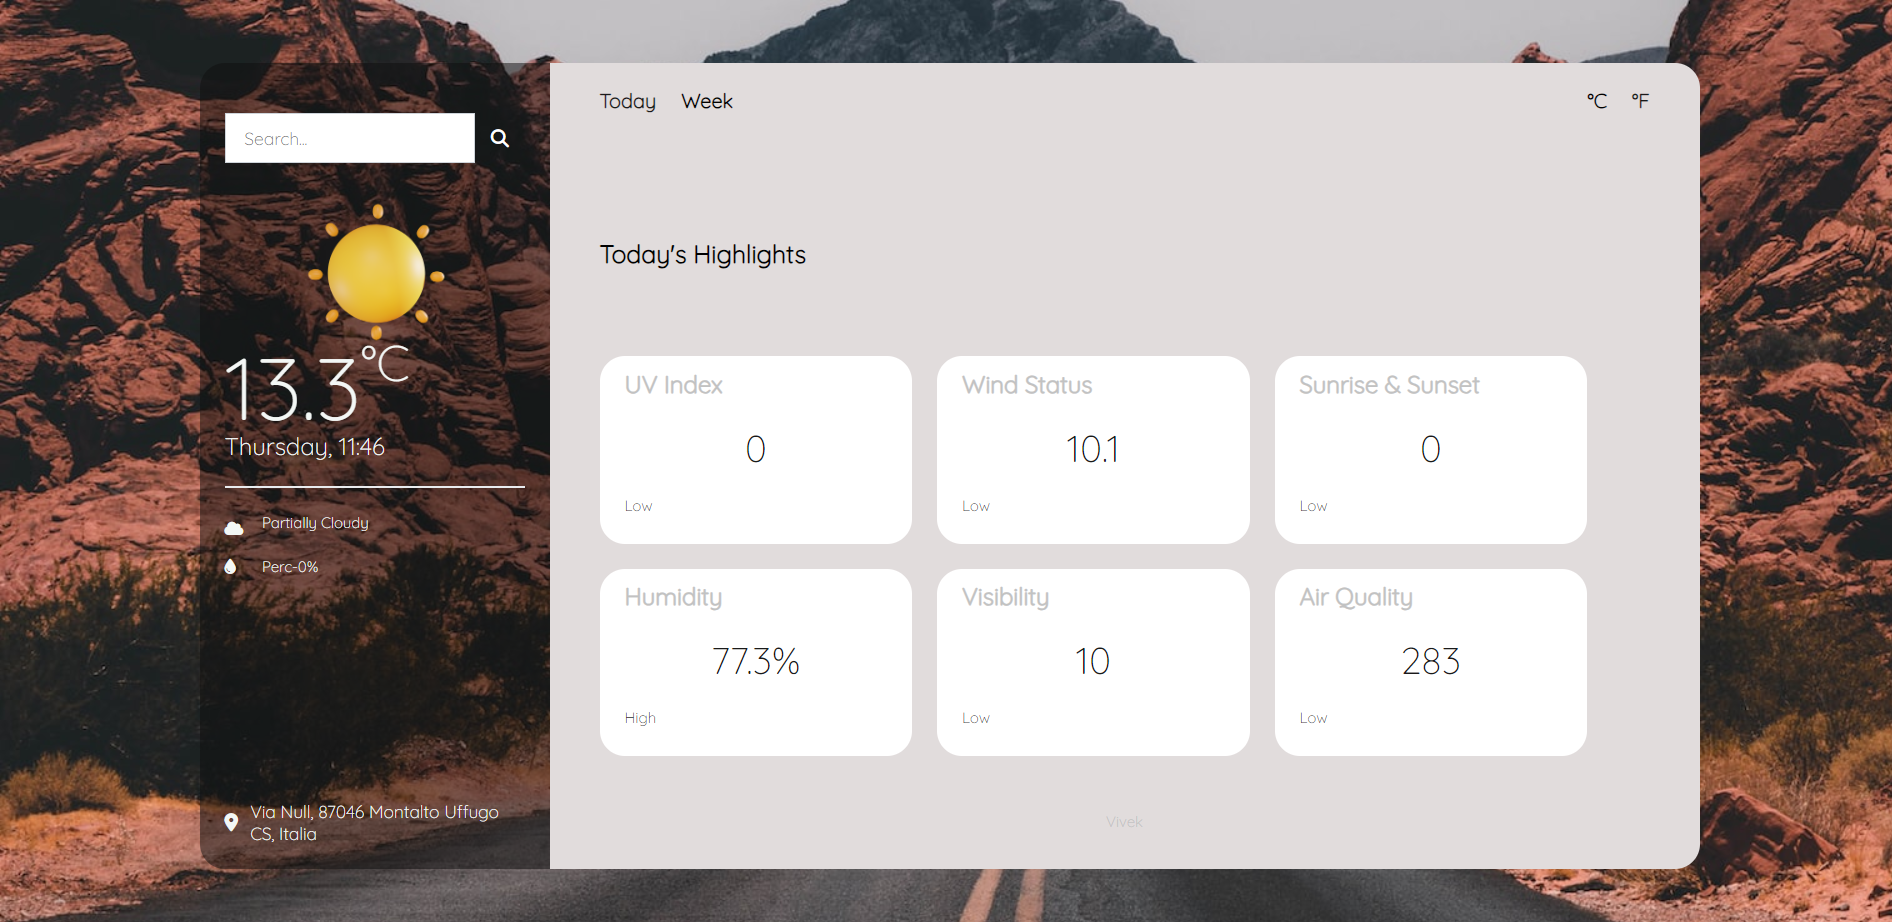 Search...
13.3°C
Thursday, 11:46
Partially Cloudy
Perc-0%
Via Null, 87046 Montalto Uffugo
CS, Italia
Today Week
°C °F
Today's Highlights
UV Index
0
Low
Wind Status
10.1
Low
Sunrise & Sunset
0
Low
Humidity
77.3%
High
Visibility
10
Low
Air Quality
283
Low
Vivek